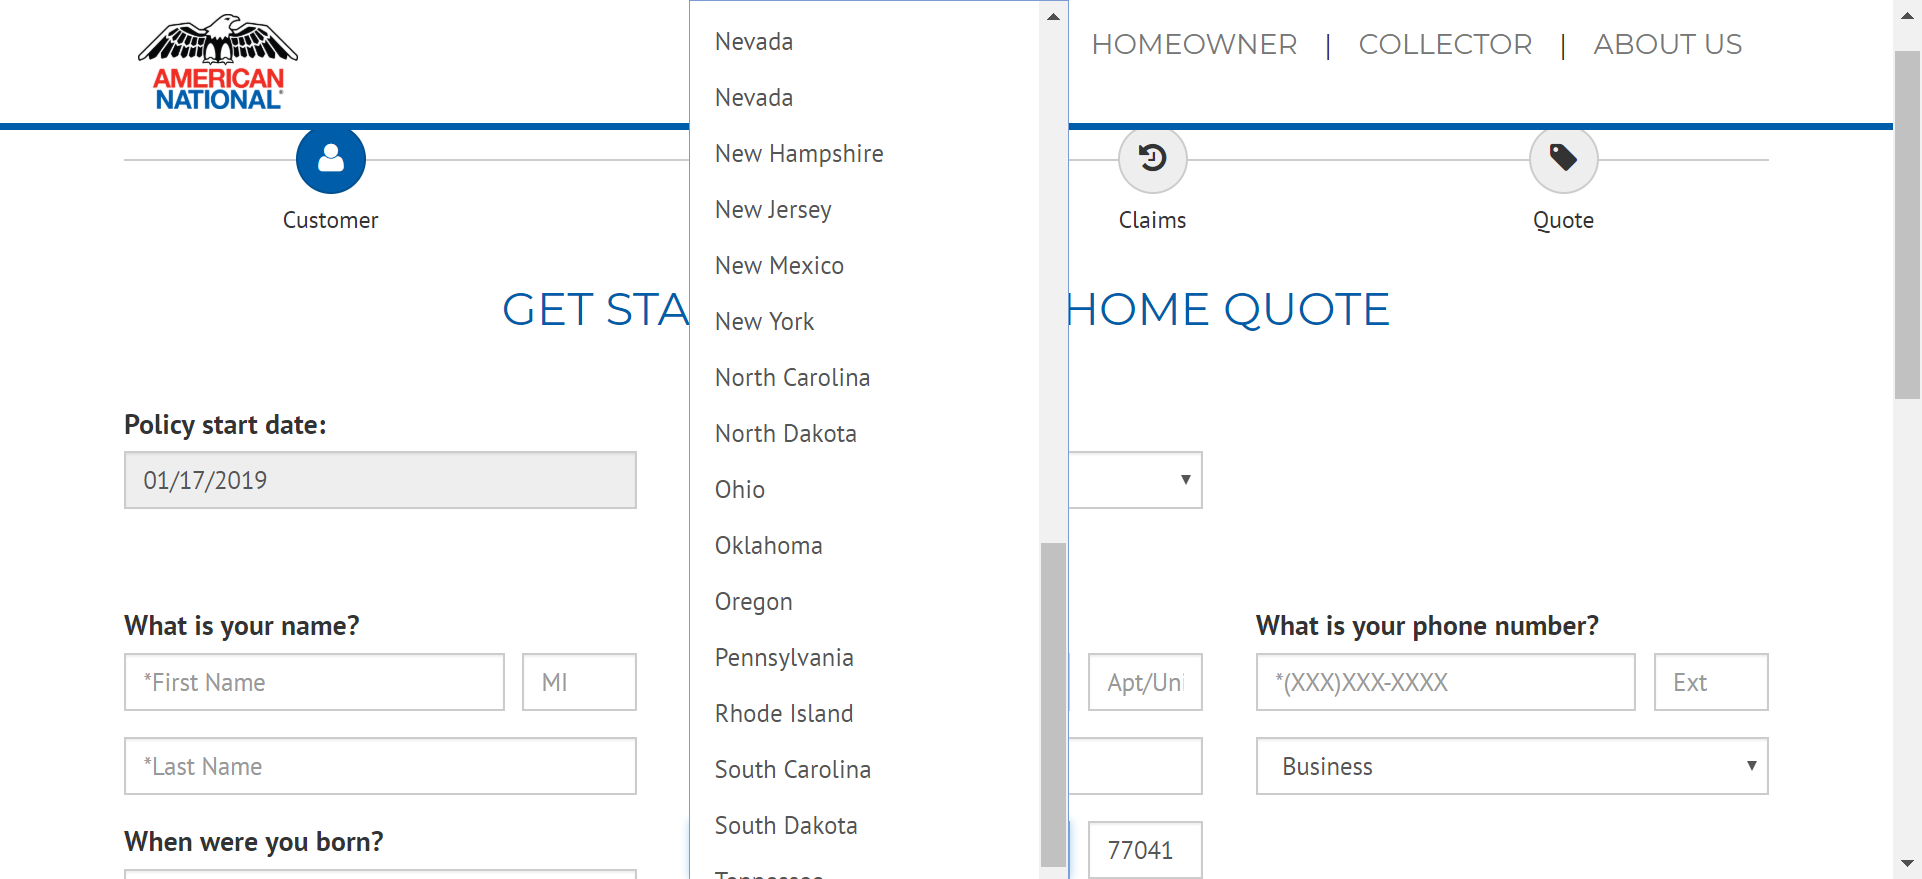 AMERICAN
NATIONAL
HOMEOWNER | COLLECTOR | ABOUT US
Customer
Claims
Quote
GET STA
HOME QUOTE
Nevada
Nevada
New Hampshire
New Jersey
New Mexico
New York
North Carolina
North Dakota
Ohio
Oklahoma
Oregon
Pennsylvania
Rhode Island
South Carolina
South Dakota
Tennessee
Policy start date:
01/17/2019
What is your name?
*First Name
MI
*Last Name
When were you born?
Apt/Uni
77041
What is your phone number?
*(XXX)XXX-XXXX
Ext
Business